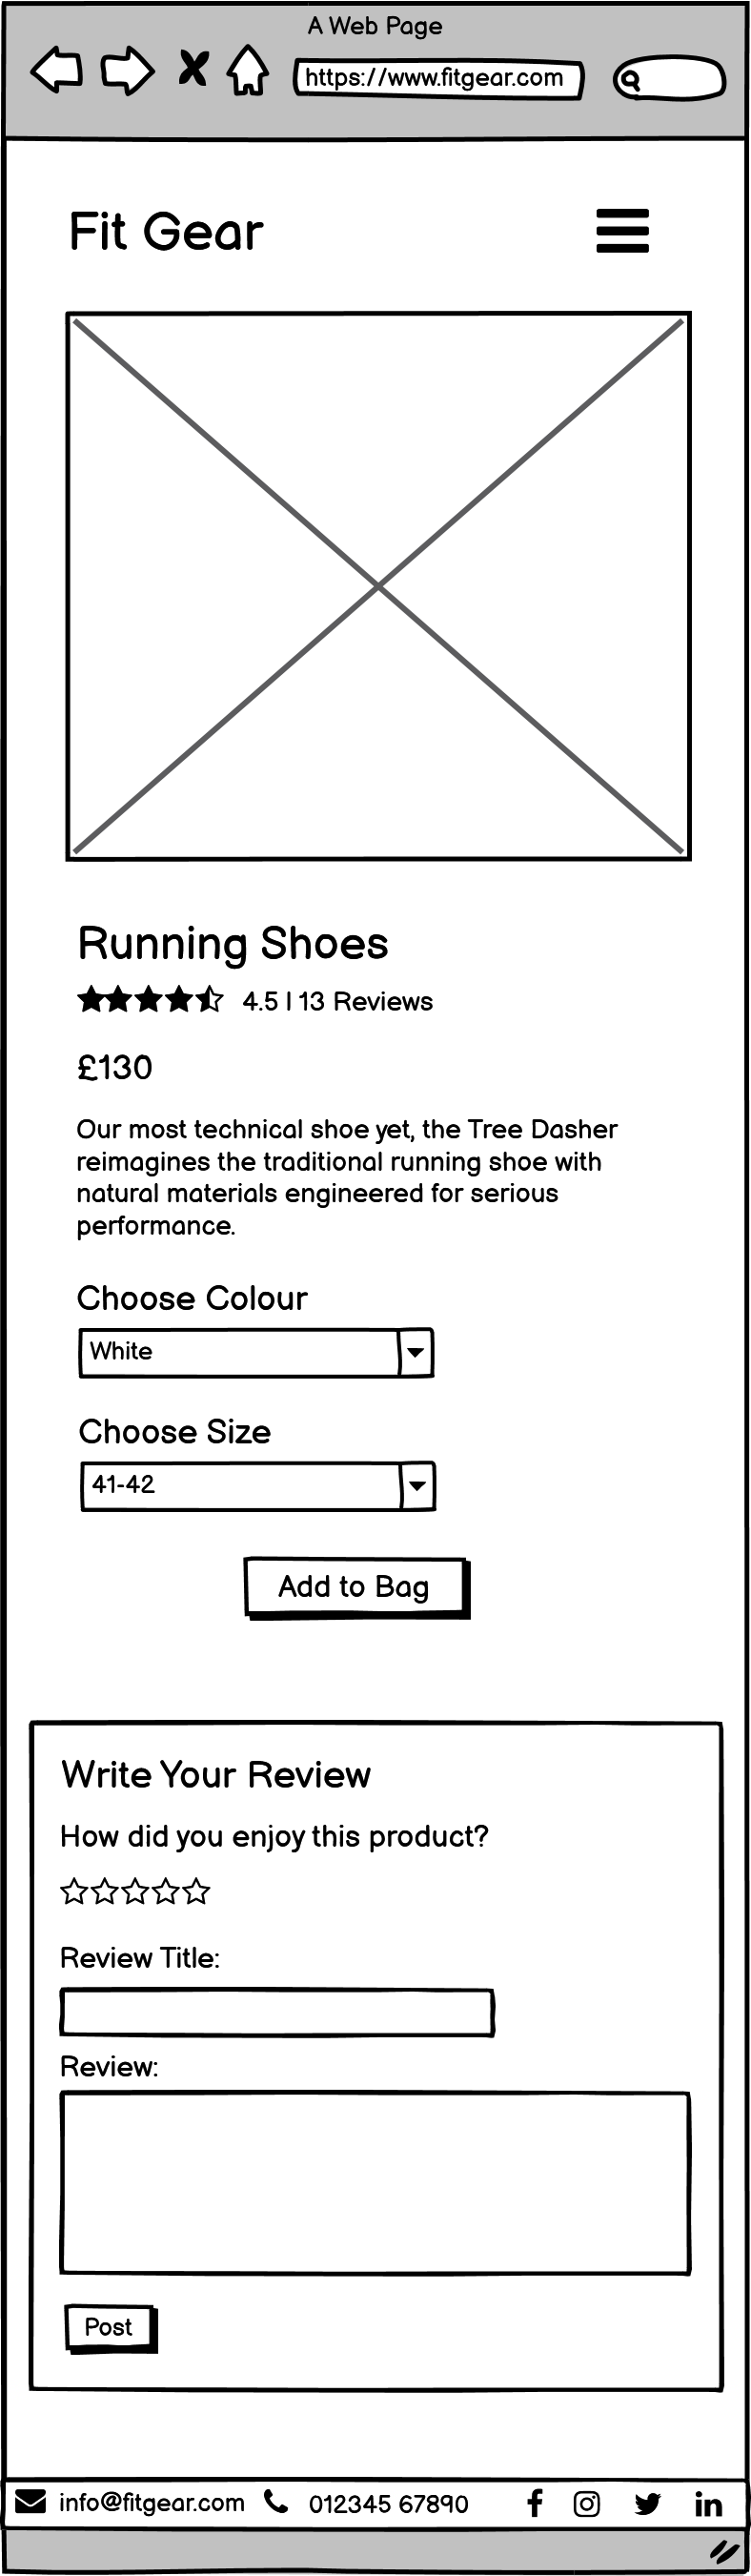 A Web Page
https://www.fitgear.com
Fit Gear
Running Shoes
4.5 | 13 Reviews
£130
Our most technical shoe yet, the Tree Dasher
reimagines the traditional running shoe with
natural materials engineered for serious
performance.
Choose Colour
White
Choose Size
41-42
Add to Bag
Write Your Review
How did you enjoy this product?
Review Title:
Review:
Post
info@fitgear.com 012345 67890